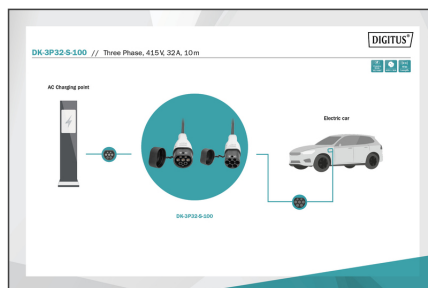 DIGITUS®
DK-3P32-S-100 // Three Phase, 415 V, 32 A, 10 m
AC Charging point
Electric car
DK-3P32-S-100